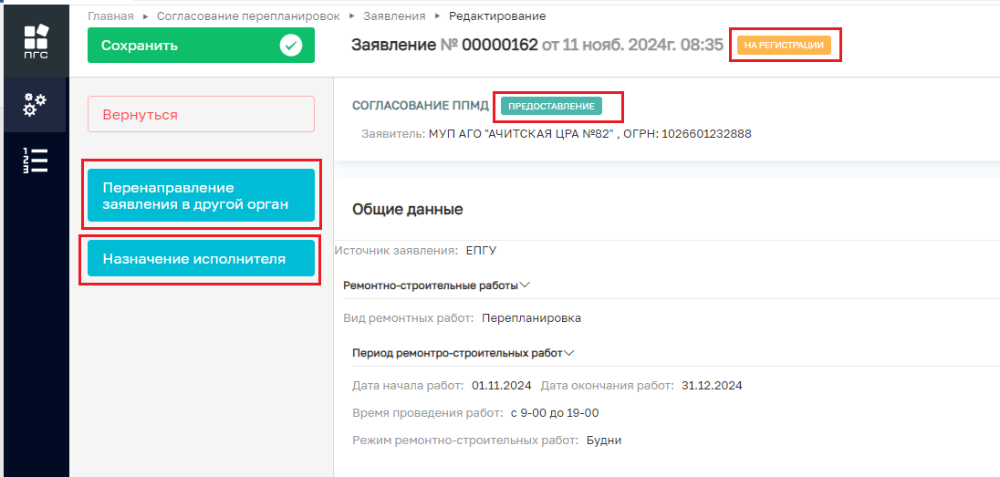 Главная ▸ Согласование перепланировок ▸ Заявления ▸ Редактирование
ПГС
Сохранить
Заявление № 00000162 от 11 нояб. 2024г. 08:35 НА РЕГИСТРАЦИИ
Вернуться
СОГЛАСОВАНИЕ ППМД ПРЕДОСТАВЛЕНИЕ
Заявитель: МУП АГО "АЧИТСКАЯ ЦРА №82" , ОГРН: 1026601232888
1
2
3
Перенаправление
заявления в другой орган
Назначение исполнителя
Общие данные
Источник заявления: ЕПГУ
Ремонтно-строительные работы
Вид ремонтных работ: Перепланировка
Период ремонтро-строительных работ
Дата начала работ: 01.11.2024 Дата окончания работ: 31.12.2024
Время проведения работ: с 9-00 до 19-00
Режим ремонтно-строительных работ: Будни